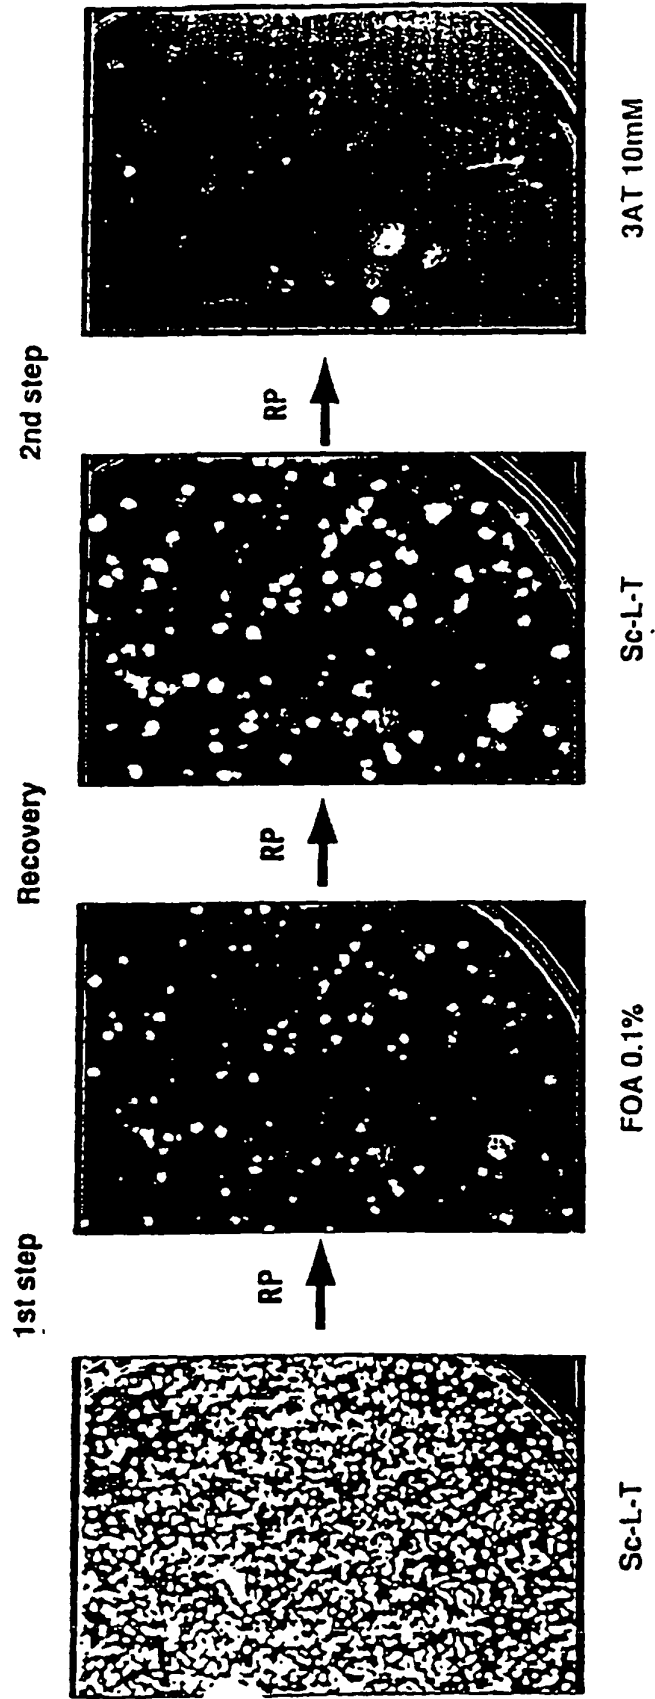 1st step
Recovery
2nd step
RP
RP
RP
Sc-L-T
FOA 0.1%
Sc-L-T
3AT 10mM